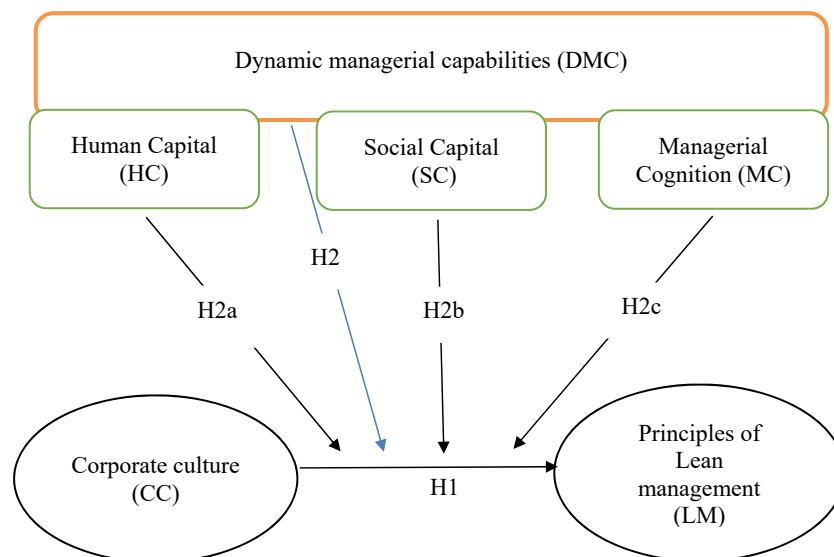 Dynamic managerial capabilities (DMC)
Human Capital
(HC)
Social Capital
(SC)
Managerial
Cognition (MC)
H2
H2a
H2b
H2c
Corporate culture
(CC)
H1
Principles of
Lean
management
(LM)